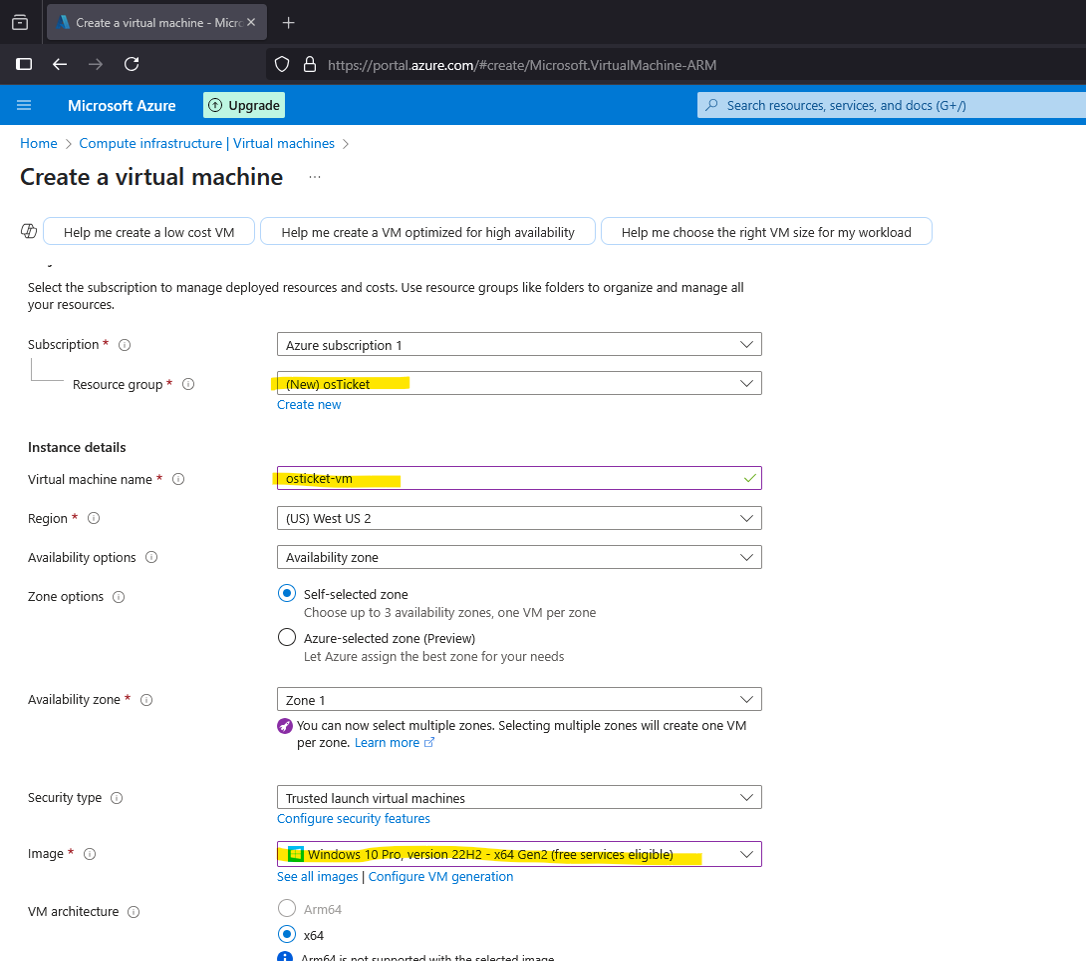 Create a virtual machine - Micro
https://portal.azure.com/#create/Microsoft.VirtualMachine-ARM
Microsoft Azure
Upgrade
Search resources, services, and docs (G+/)
Home > Compute infrastructure | Virtual machines >
Create a virtual machine ...
Help me create a low cost VM
Help me create a VM optimized for high availability
Help me choose the right VM size for my workload
Select the subscription to manage deployed resources and costs. Use resource groups like folders to organize and manage all
your resources.
Subscription *
Azure subscription 1
Resource group *
(New) osTicket
Create new
Instance details
Virtual machine name *
osticket-vm
Region *
(US) West US 2
Availability options
Availability zone
Zone options
Self-selected zone
Choose up to 3 availability zones, one VM per zone
Azure-selected zone (Preview)
Let Azure assign the best zone for your needs
Availability zone *
Zone 1
You can now select multiple zones. Selecting multiple zones will create one VM
per zone. Learn more
Security type
Trusted launch virtual machines
Configure security features
Image *
Windows 10 Pro, version 22H2 - x64 Gen2 (free services eligible)
See all images | Configure VM generation
VM architecture
Arm64
x64
Arm64 is not supported with the selected image.